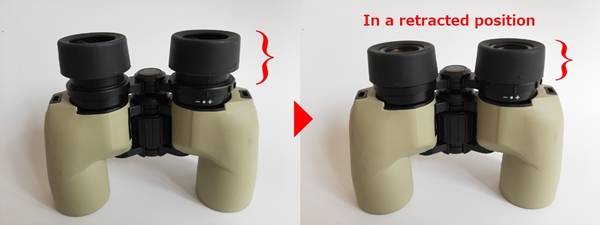 In a retracted position